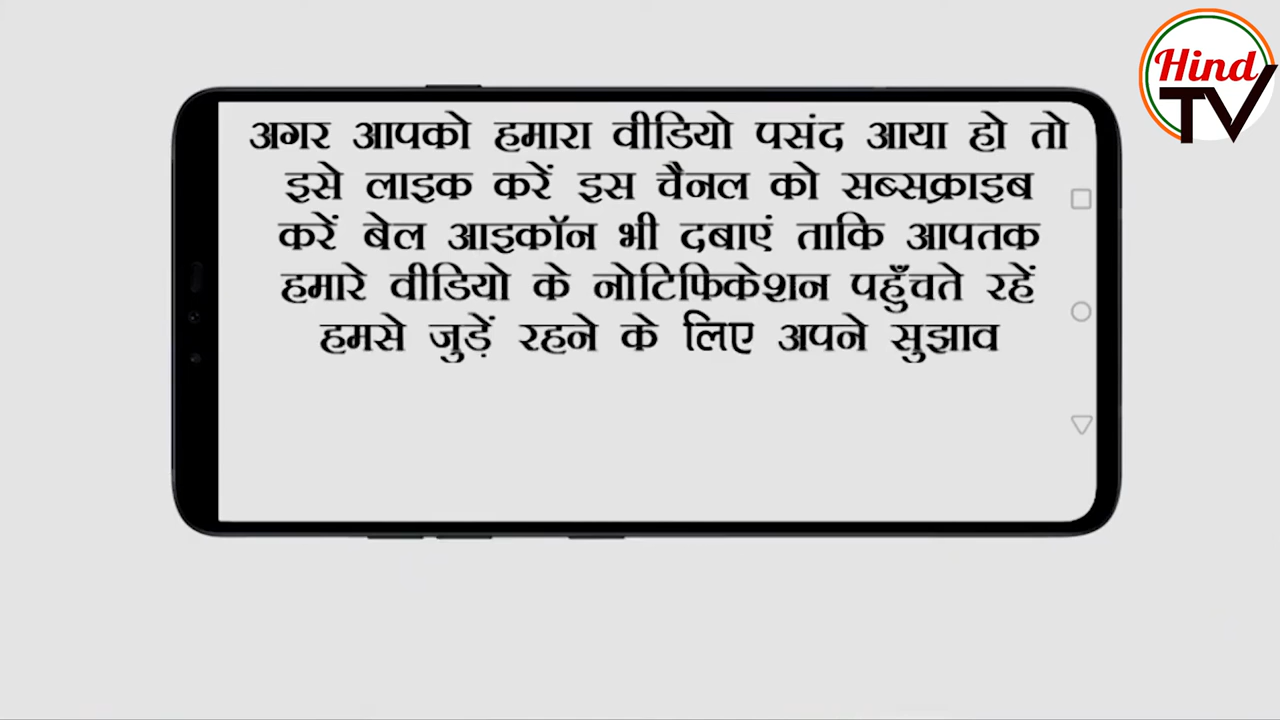 Hind
TV
अगर आपको हमारा वीडियो पसंद आया हो तो
इसे लाइक करें इस चैनल को सब्सक्राइब
करें बेल आइकॉन भी दबाएं ताकि आपतक
हमारे वीडियो के नोटिफिकेशन पहुँचते रहें
हमसे जुड़ें रहने के लिए अपने सुझाव